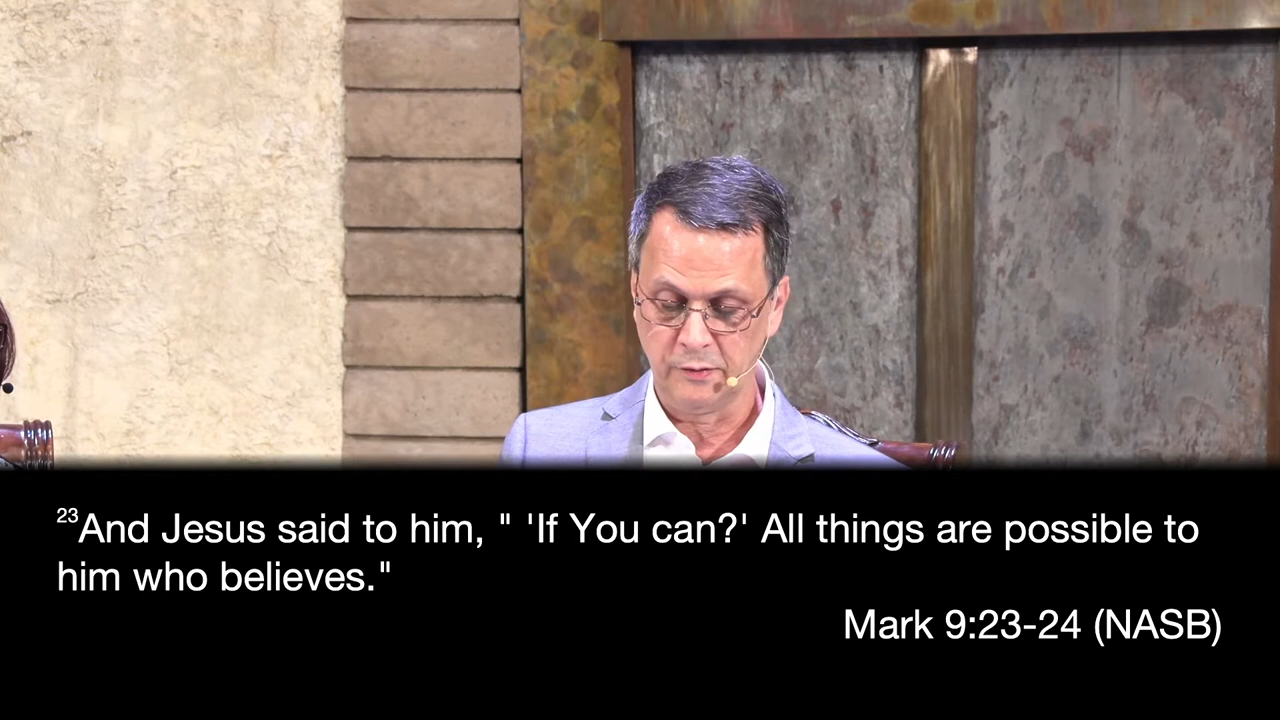 23And Jesus said to him, " 'If You can?' All things are possible to
him who believes."
Mark 9:23-24 (NASB)